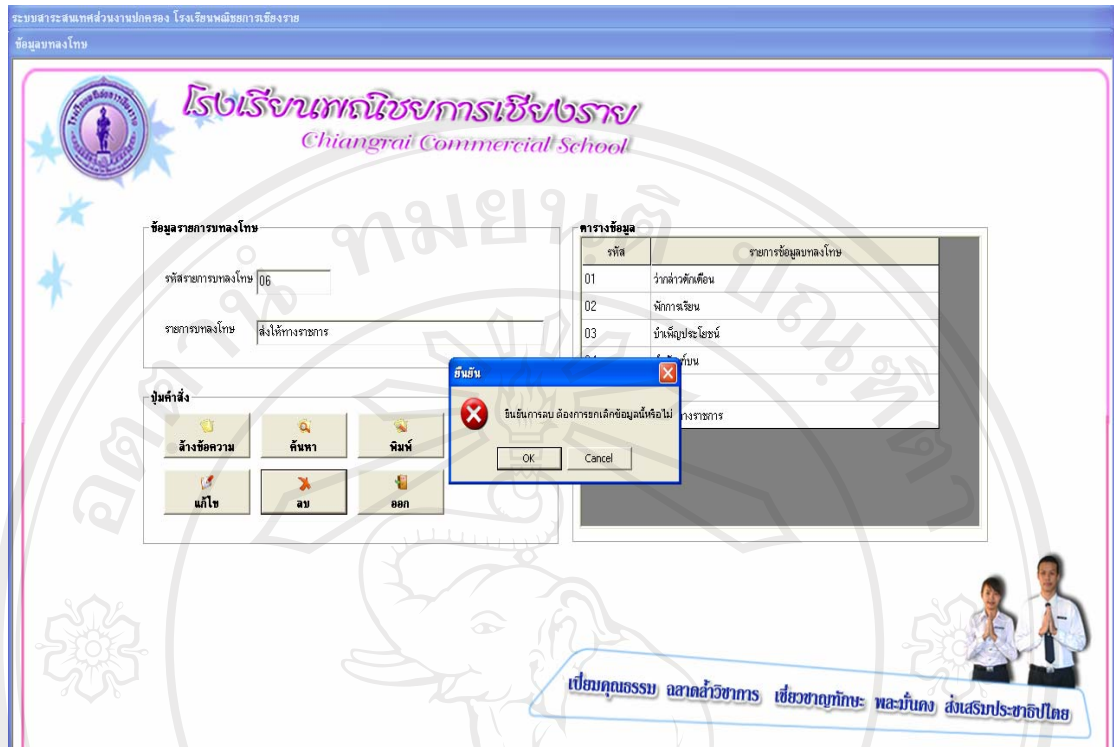 ระบบสาระสนเทศส่วนงานปกครอง โรงเรียนพณิชยการเชียงราย
ข้อมูลบทลงโทษ
โรงเรียนพณิชยการเชียงราย
Chiangrai Commercial School
ข้อมูลรายการบทลงโทษ
รหัสรายการบทลงโทษ 06
รายการบทลงโทษ ส่งให้ทางราชการ
ตารางข้อมูล
รหัส รายการข้อมูลบทลงโทษ
01 ว่ากล่าวตักเตือน
02 พักการเรียน
03 บำเพ็ญประโยชน์
ทางราชการ
ยืนยัน
ยืนยันการลบ ต้องการยกเลิกข้อมูลนี้หรือไม่
OK Cancel
ปุ่มคำสั่ง
ล้างข้อความ ค้นหา พิมพ์
แก้ไข ลบ ออก
เปี่ยมคุณธรรม ฉลาดล้ำวิชาการ เชี่ยวชาญทักษะ พละมั่นคง ส่งเสริมประชาธิปไตย